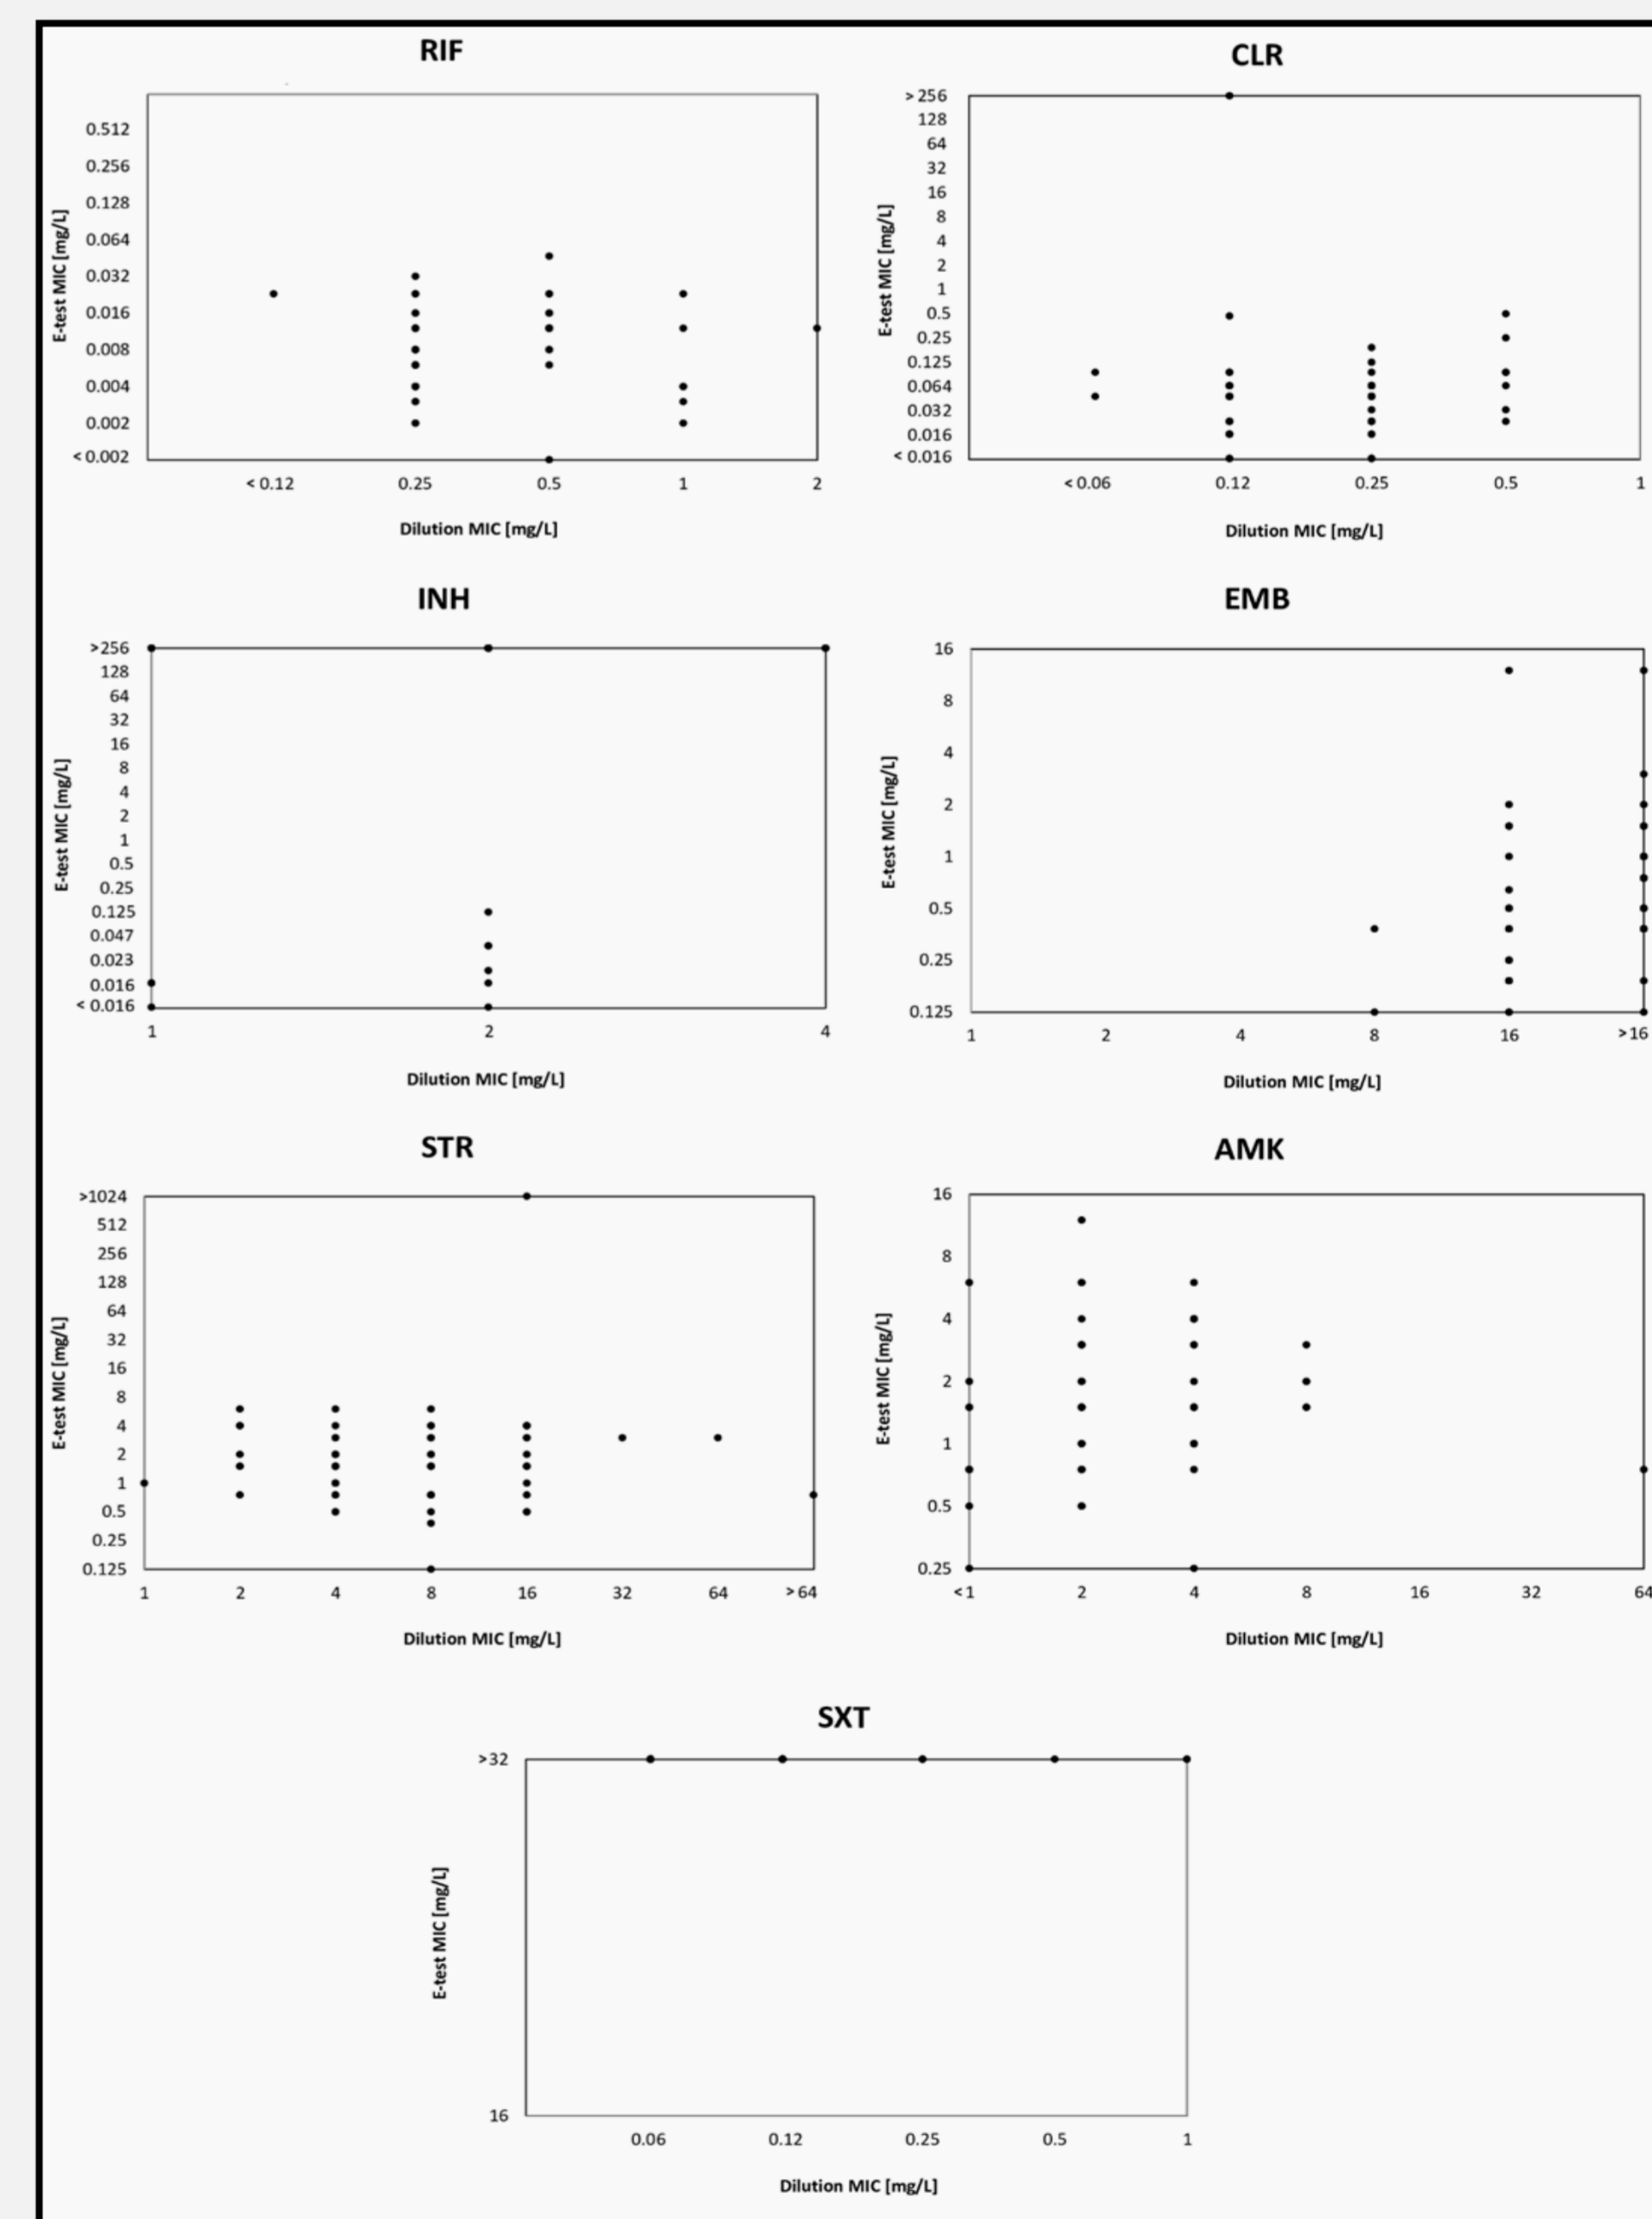 RIF
E-test MIC [mg/L]
0.512
0.256
0.128
0.064
0.032
0.016
0.008
0.004
0.002
< 0.002
< 0.12 0.25 0.5 1 2
Dilution MIC [mg/L]
CLR
E-test MIC [mg/L]
> 256
128
64
32
16
8
4
2
1
0.5
0.25
0.125
0.064
0.032
0.016
< 0.016
< 0.06 0.12 0.25 0.5 1
Dilution MIC [mg/L]
INH
E-test MIC [mg/L]
>256
128
64
32
16
8
4
2
1
0.5
0.25
0.125
0.047
0.023
0.016
< 0.016
1 2 4
Dilution MIC [mg/L]
EMB
E-test MIC [mg/L]
16
8
4
2
1
0.5
0.25
0.125
1 2 4 8 16 >16
Dilution MIC [mg/L]
STR
E-test MIC [mg/L]
>1024
512
256
128
64
32
16
8
4
2
1
0.5
0.25
0.125
1 2 4 8 16 32 64 >64
Dilution MIC [mg/L]
AMK
E-test MIC [mg/L]
16
8
4
2
1
0.5
0.25
<1 2 4 8 16 32 64
Dilution MIC [mg/L]
SXT
E-test MIC [mg/L]
>32
16
0.06 0.12 0.25 0.5 1
Dilution MIC [mg/L]